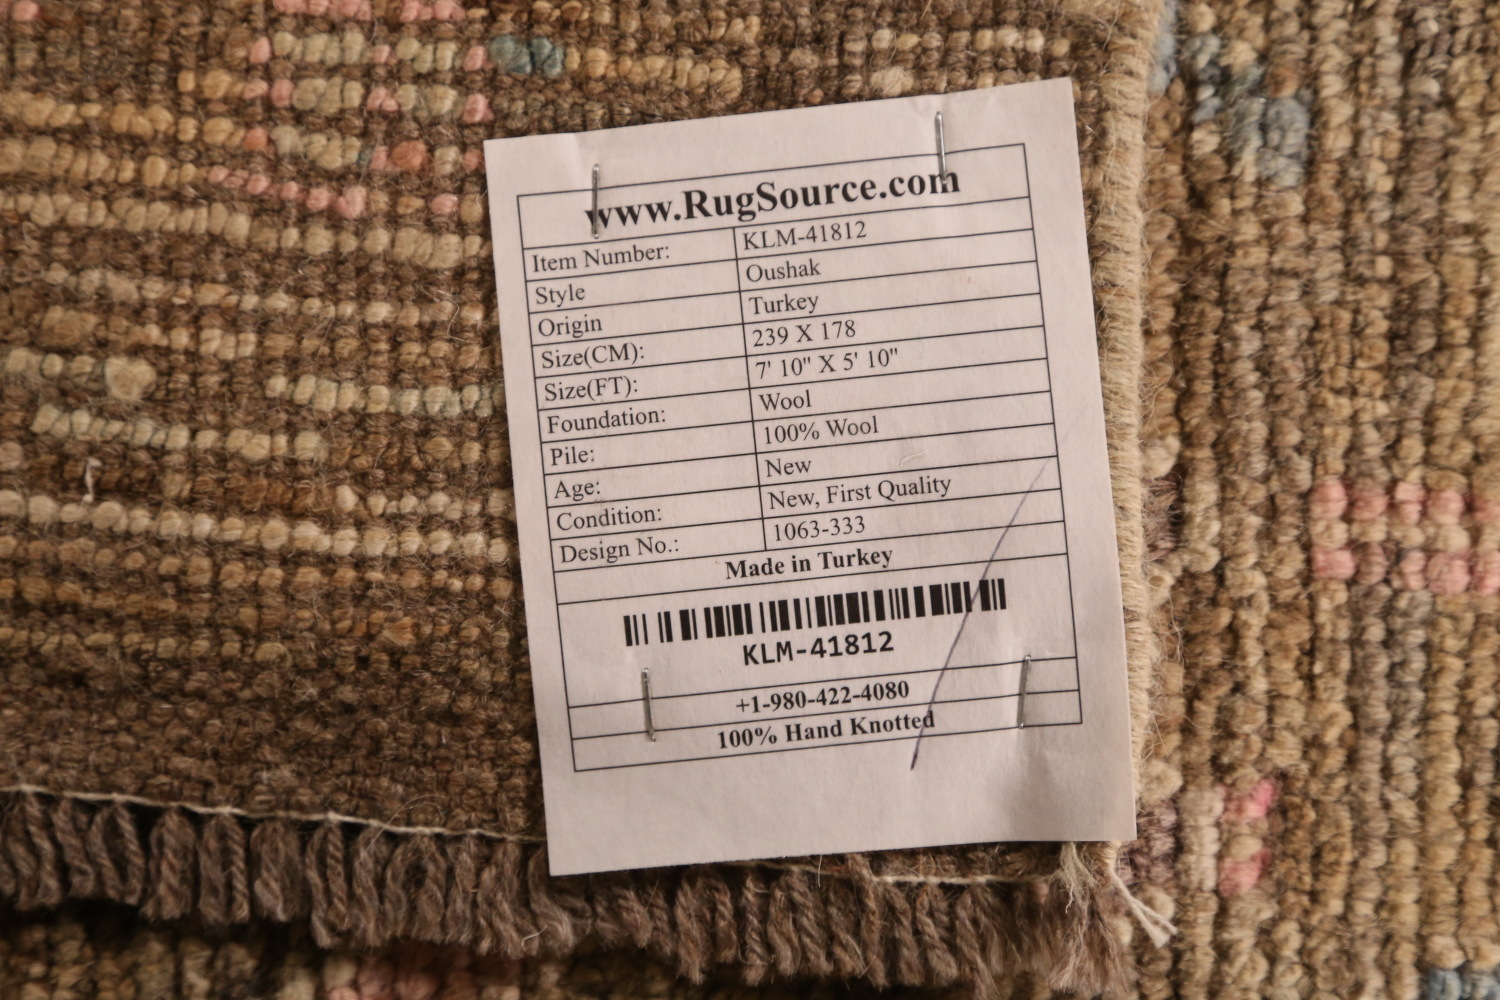 www.RugSource.com
Item Number: KLM-41812
Style Oushak
Origin Turkey
Size(CM): 239 X 178
Size(FT): 7' 10" X 5' 10"
Foundation: Wool
Pile: 100% Wool
Age: New
Condition: New, First Quality
Design No.: 1063-333
Made in Turkey
KLM-41812
+1-980-422-4080
100% Hand Knotted